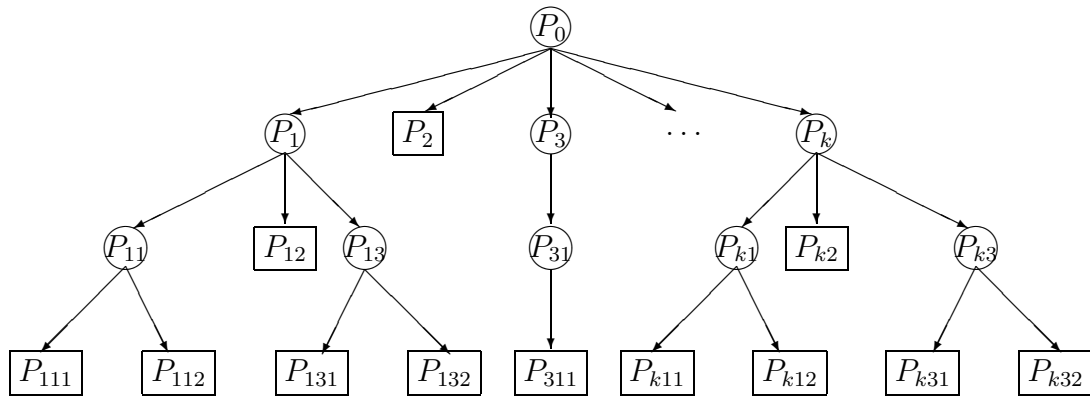 P₀
P₁ P₂ P₃ ··· Pₖ
P₁₁ P₁₂ P₁₃ P₃₁ Pₖ₁ Pₖ₂ Pₖ₃
P₁₁₁ P₁₁₂ P₁₃₁ P₁₃₂ P₃₁₁ Pₖ₁₁ Pₖ₁₂ Pₖ₃₁ Pₖ₃₂